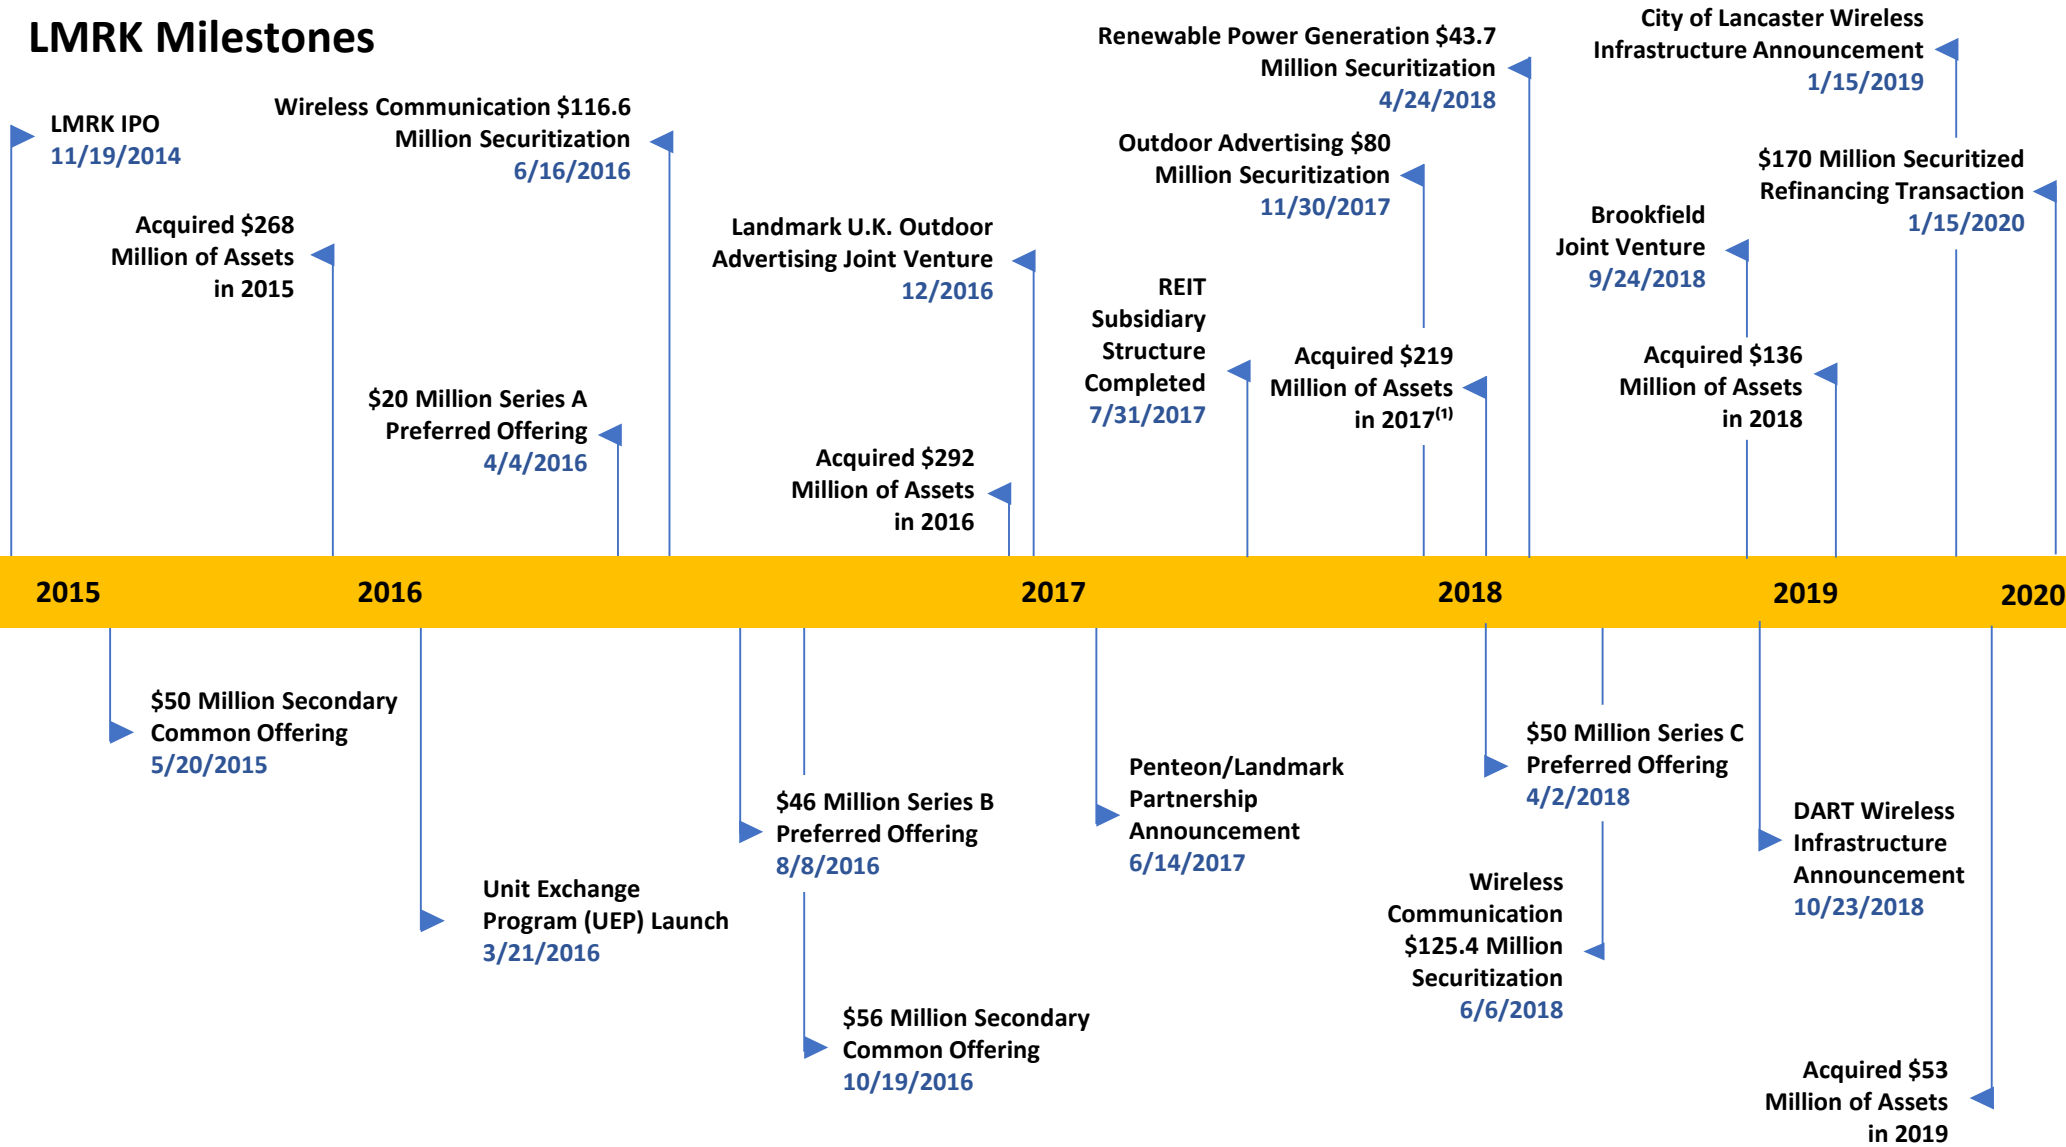 LMRK Milestones
LMRK IPO
11/19/2014
Acquired $268
Million of Assets
in 2015
Wireless Communication $116.6
Million Securitization
6/16/2016
$20 Million Series A
Preferred Offering
4/4/2016
Landmark U.K. Outdoor
Advertising Joint Venture
12/2016
Acquired $292
Million of Assets
in 2016
Renewable Power Generation $43.7
Million Securitization
4/24/2018
Outdoor Advertising $80
Million Securitization
11/30/2017
REIT
Subsidiary
Structure
Completed
7/31/2017
Acquired $219
Million of Assets
in 2017⁽¹⁾
City of Lancaster Wireless
Infrastructure Announcement
1/15/2019
$170 Million Securitized
Refinancing Transaction
1/15/2020
Brookfield
Joint Venture
9/24/2018
Acquired $136
Million of Assets
in 2018
2015
2016
2017
2018
2019
2020
$50 Million Secondary
Common Offering
5/20/2015
Unit Exchange
Program (UEP) Launch
3/21/2016
$46 Million Series B
Preferred Offering
8/8/2016
$56 Million Secondary
Common Offering
10/19/2016
Penteon/Landmark
Partnership
Announcement
6/14/2017
$50 Million Series C
Preferred Offering
4/2/2018
Wireless
Communication
$125.4 Million
Securitization
6/6/2018
DART Wireless
Infrastructure
Announcement
10/23/2018
Acquired $53
Million of Assets
in 2019